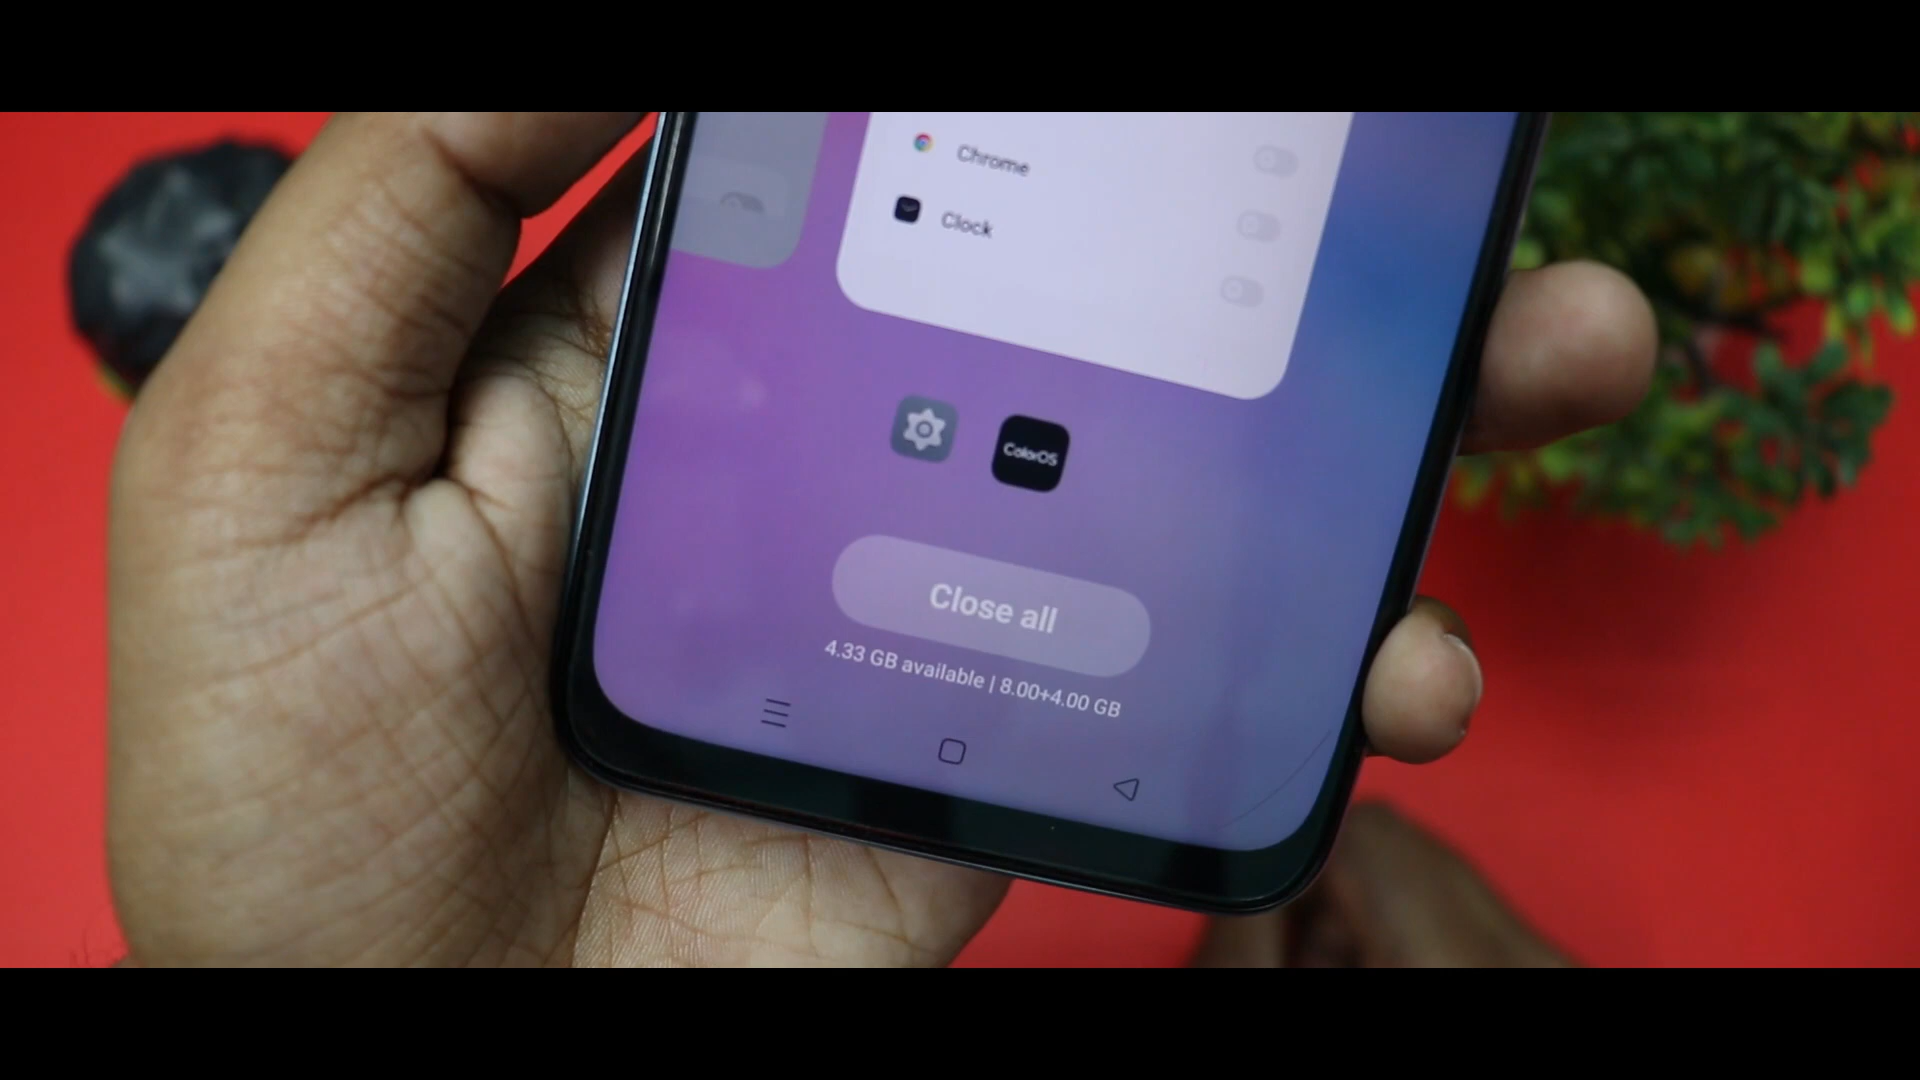 Chrome
Clock
ColorOS
Close all
4.33 GB available | 8.00+4.00 GB